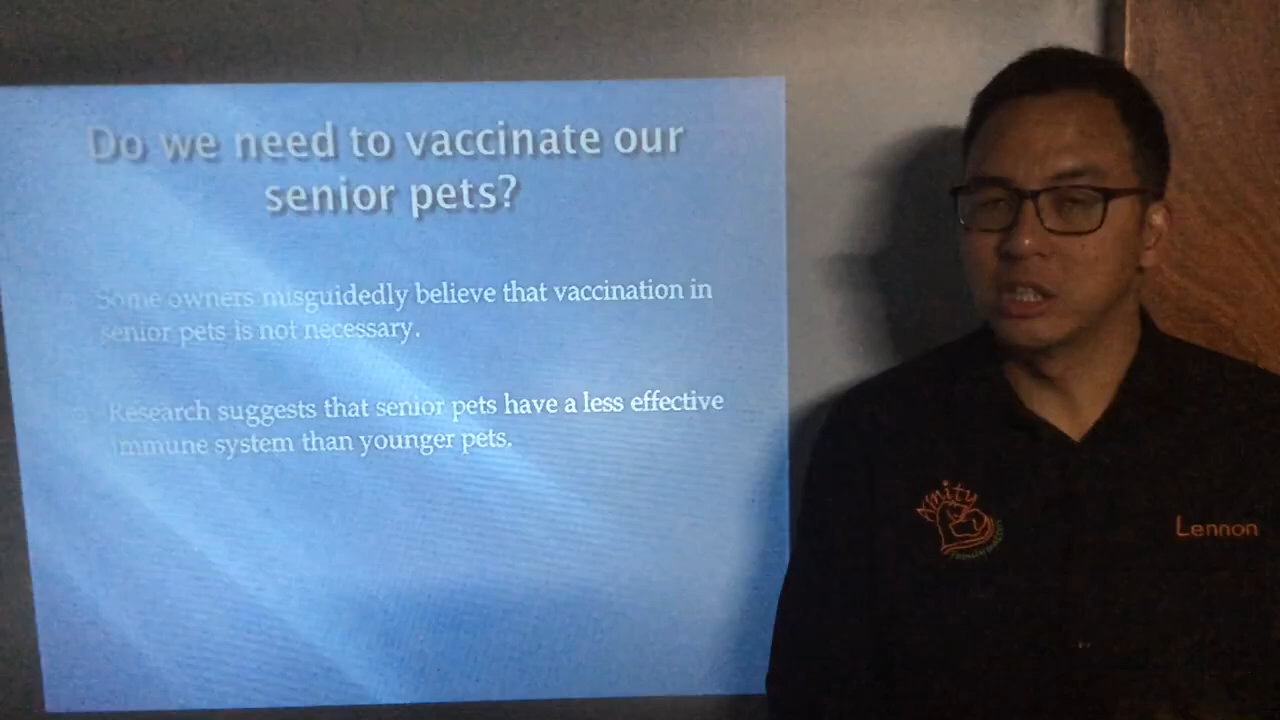 Do we need to vaccinate our
senior pets?
Some owners misguidedly believe that vaccination in
senior pets is not necessary.
Research suggests that senior pets have a less effective
immune system than younger pets.
Amity
Lennon